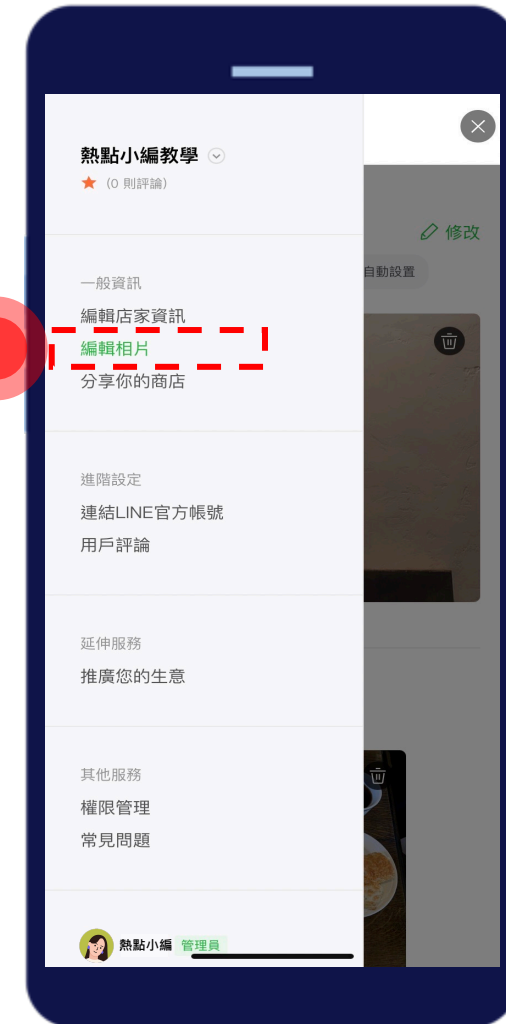 熱點小編教學
(0 則評論)
修改
自動設置
一般資訊
編輯店家資訊
編輯相片
分享你的商店
進階設定
連結LINE官方帳號
用戶評論
延伸服務
推廣您的生意
其他服務
權限管理
常見問題
熱點小編 管理員